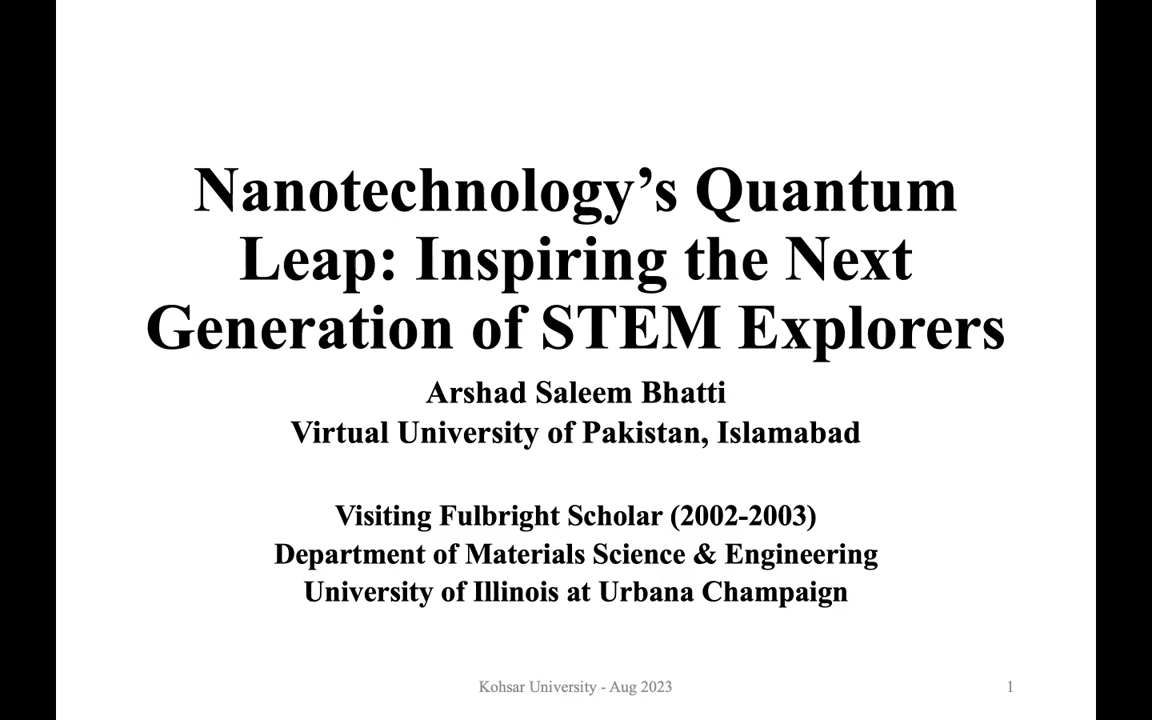 Nanotechnology’s Quantum
Leap: Inspiring the Next
Generation of STEM Explorers
Arshad Saleem Bhatti
Virtual University of Pakistan, Islamabad
Visiting Fulbright Scholar (2002-2003)
Department of Materials Science & Engineering
University of Illinois at Urbana Champaign
Kohsar University - Aug 2023
1